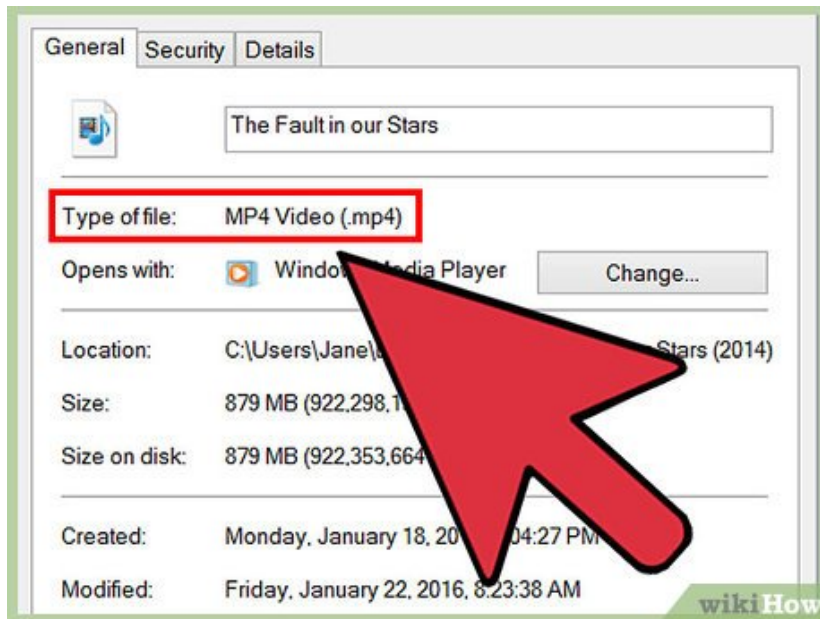 General Security Details
The Fault in our Stars
Type of file: MP4 Video (.mp4)
Opens with: Media Player Change...
Location: C:\Users\Jane\ Stars (2014)
Size: 879 MB (922,298,1
Size on disk: 879 MB (922,353,664
Created: Monday, January 18, 20 04:27 PM
Modified: Friday, January 22, 2016, 8:23:38 AM
wikiHow